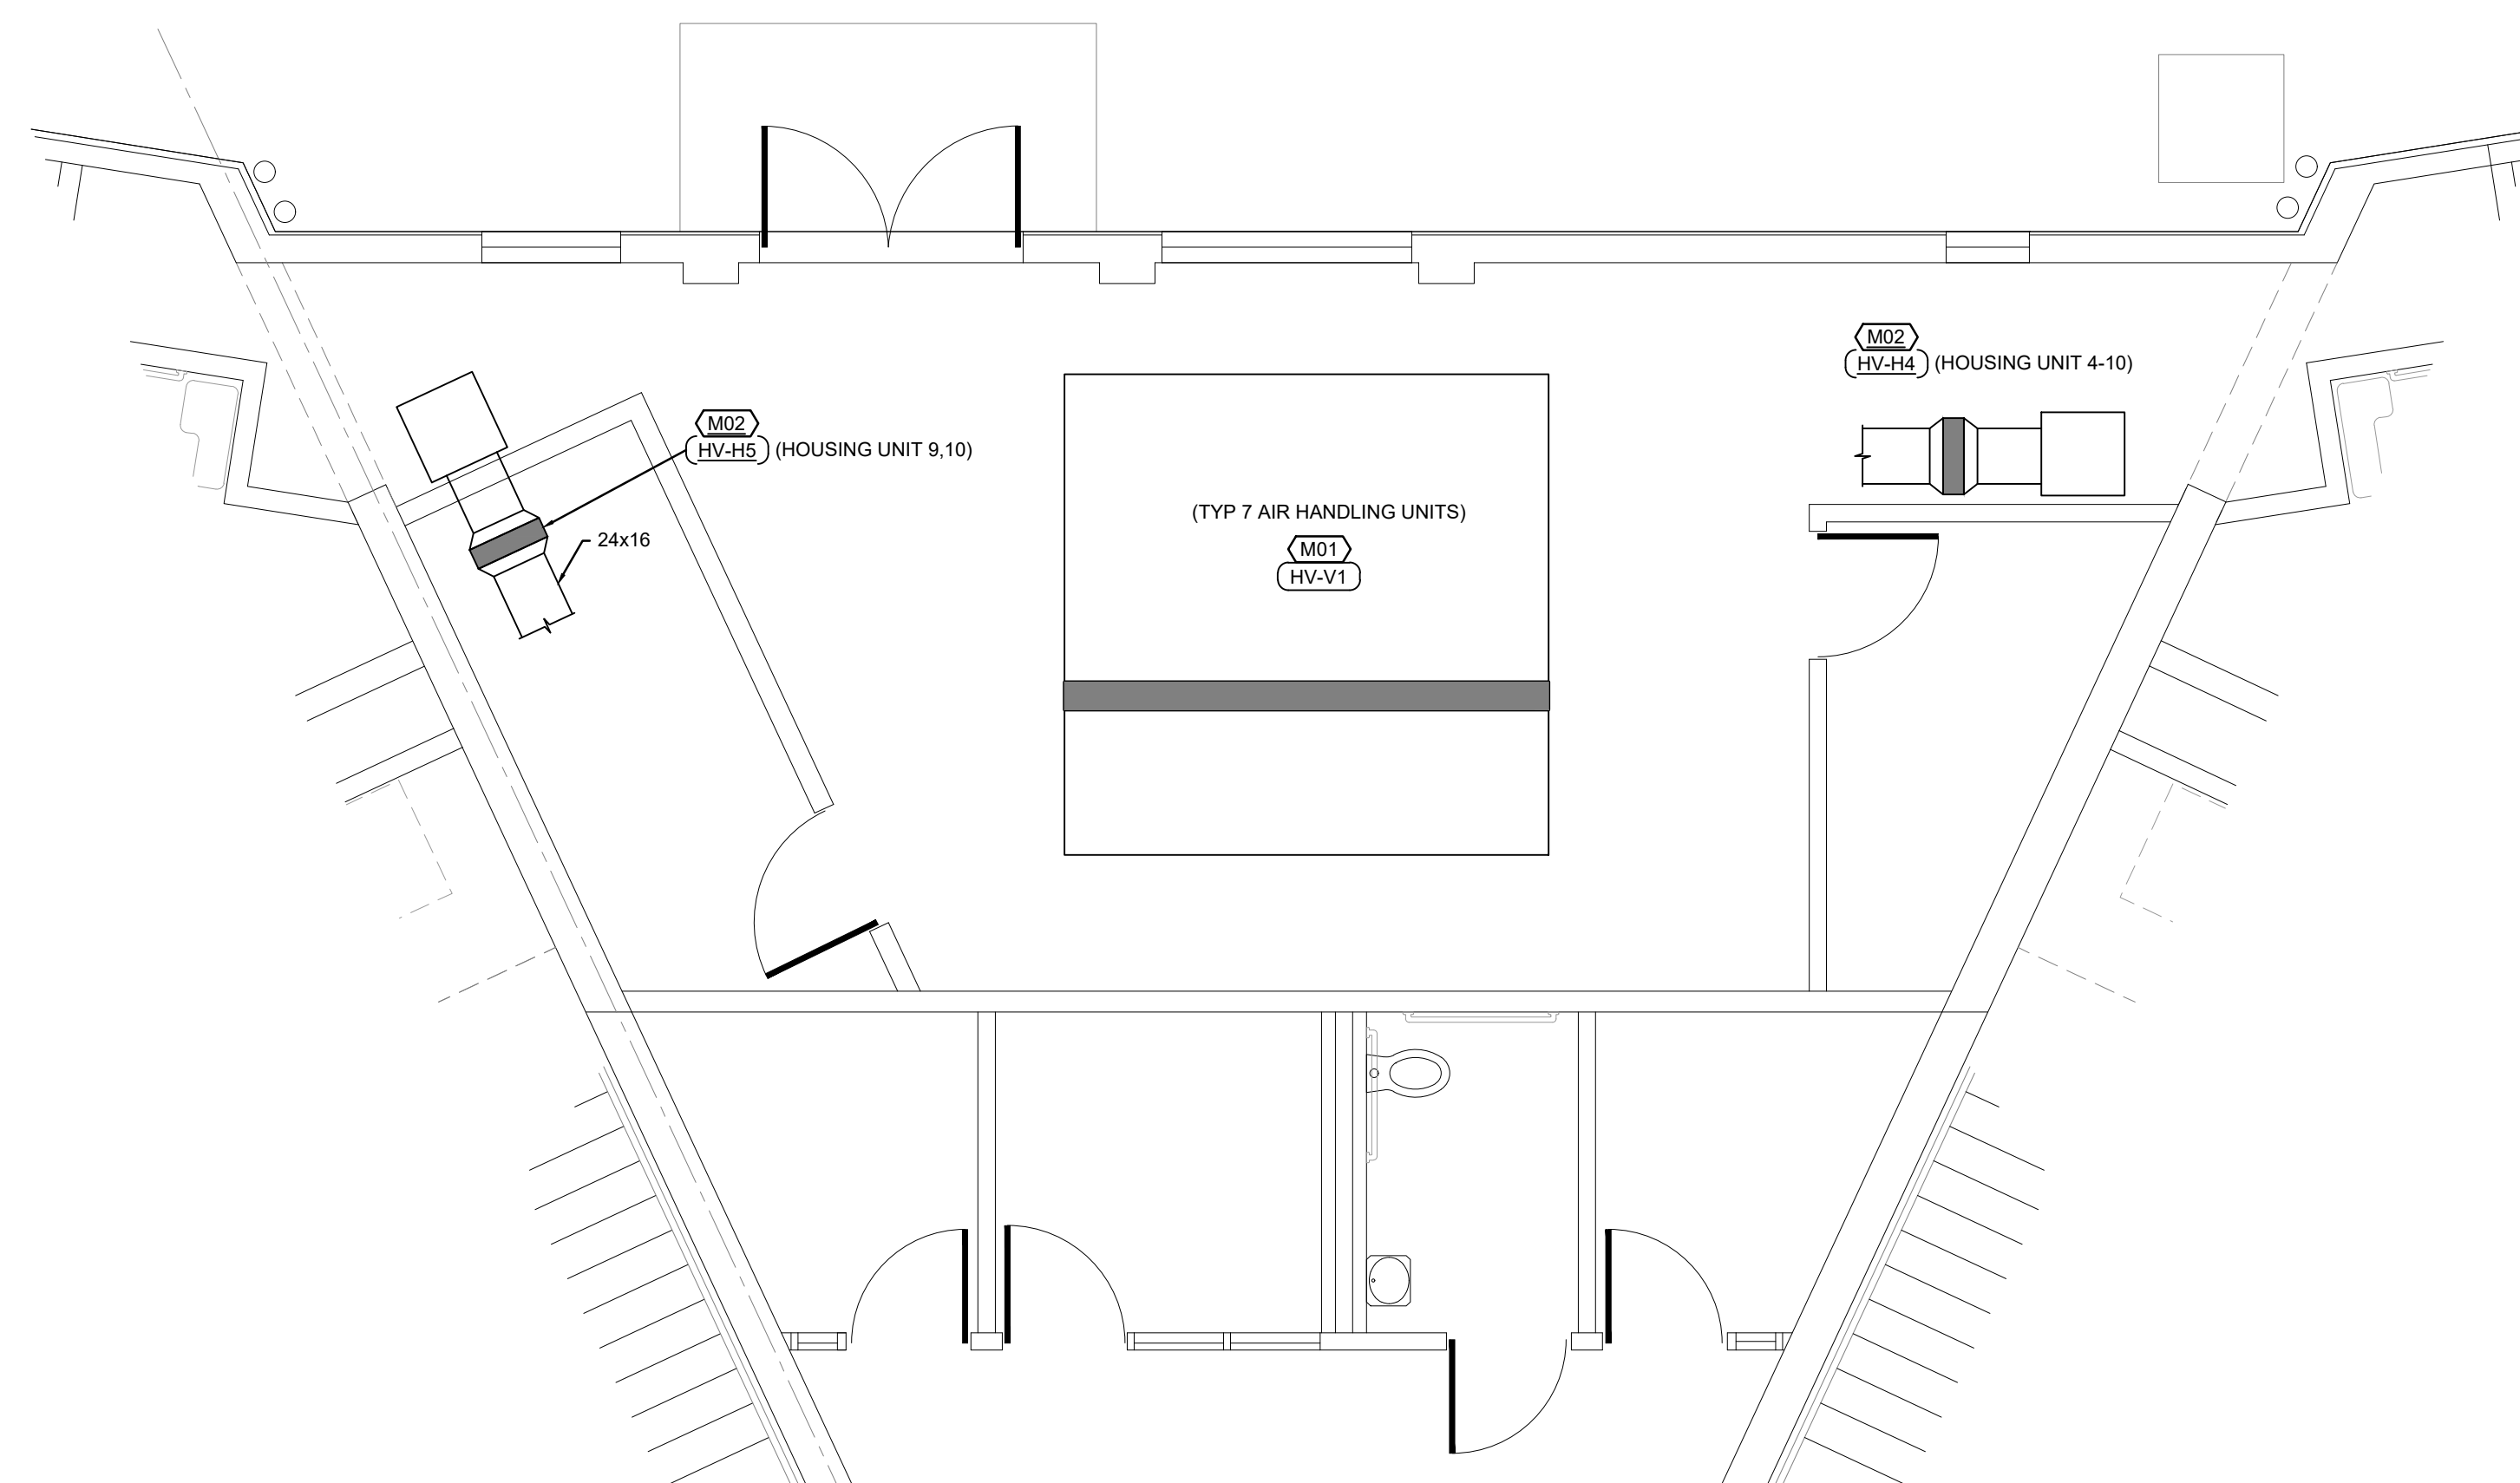 M02
HV-H4 (HOUSING UNIT 4-10)
M02
HV-H5 (HOUSING UNIT 9,10)
24x16
(TYP 7 AIR HANDLING UNITS)
M01
HV-V1